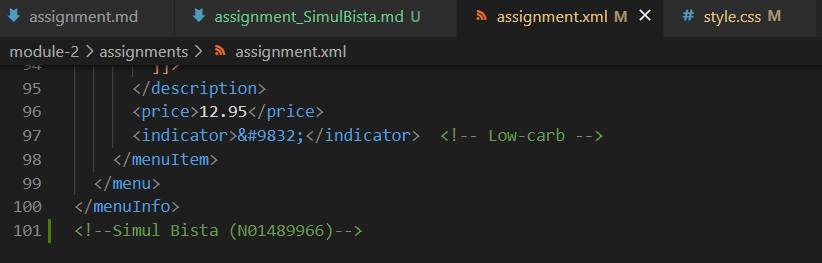 assignment.md
assignment_SimulBista.md U
assignment.xml M
style.css M
module-2 > assignments > assignment.xml
94 ]]>
95 </description>
96 <price>12.95</price>
97 <indicator>&#9832;</indicator> <!-- Low-carb -->
98 </menuItem>
99 </menu>
100 </menuInfo>
101 <!--Simul Bista (N01489966)-->